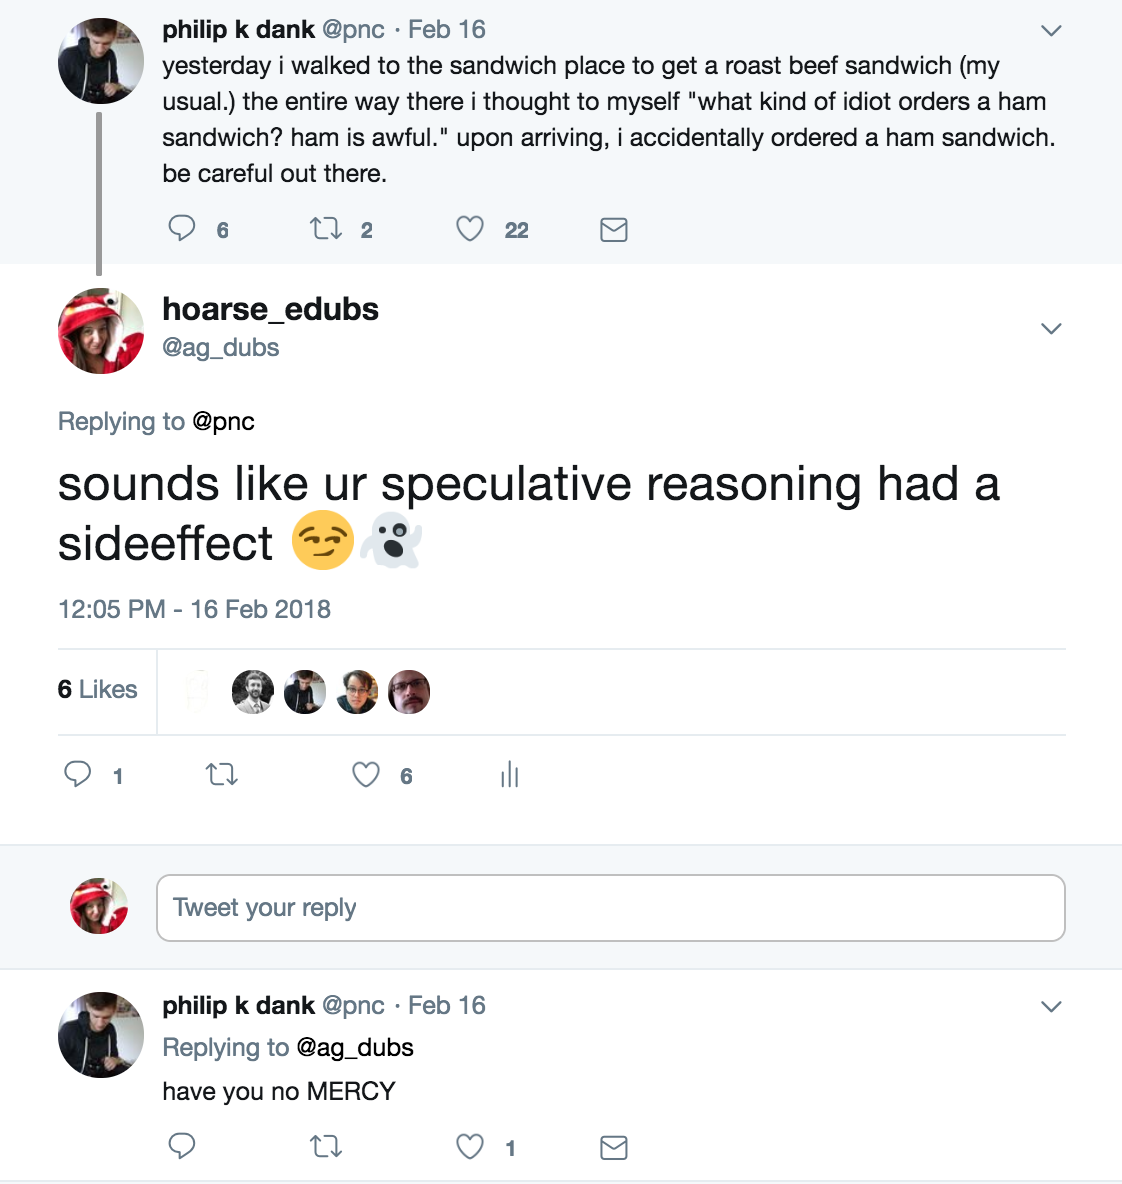 philip k dank @pnc · Feb 16
yesterday i walked to the sandwich place to get a roast beef sandwich (my
usual.) the entire way there i thought to myself "what kind of idiot orders a ham
sandwich? ham is awful." upon arriving, i accidentally ordered a ham sandwich.
be careful out there.
6 2 22
hoarse_edubs
@ag_dubs
Replying to @pnc
sounds like ur speculative reasoning had a
sideeffect 😏👻
12:05 PM - 16 Feb 2018
6 Likes
1 6
Tweet your reply
philip k dank @pnc · Feb 16
Replying to @ag_dubs
have you no MERCY
1